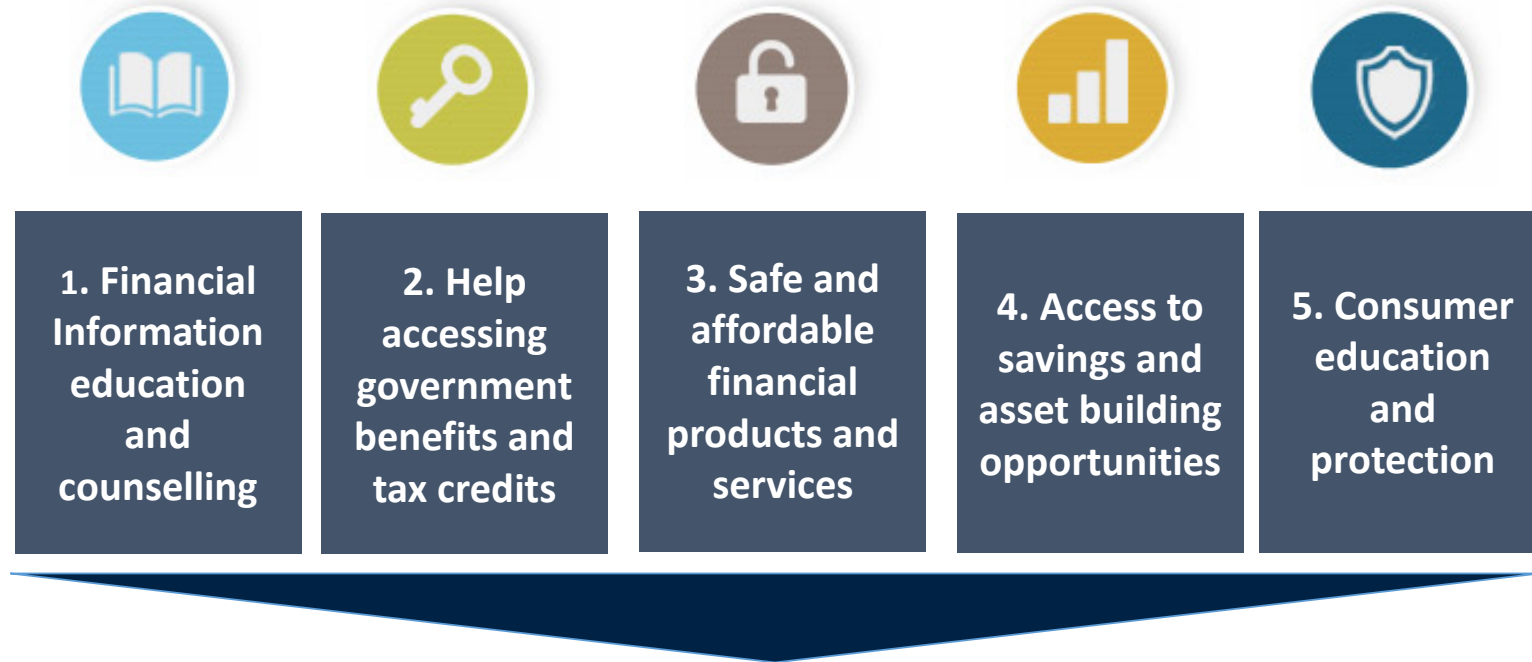 1. Financial
Information
education
and
counselling
2. Help
accessing
government
benefits and
tax credits
3. Safe and
affordable
financial
products and
services
4. Access to
savings and
asset building
opportunities
5. Consumer
education
and
protection